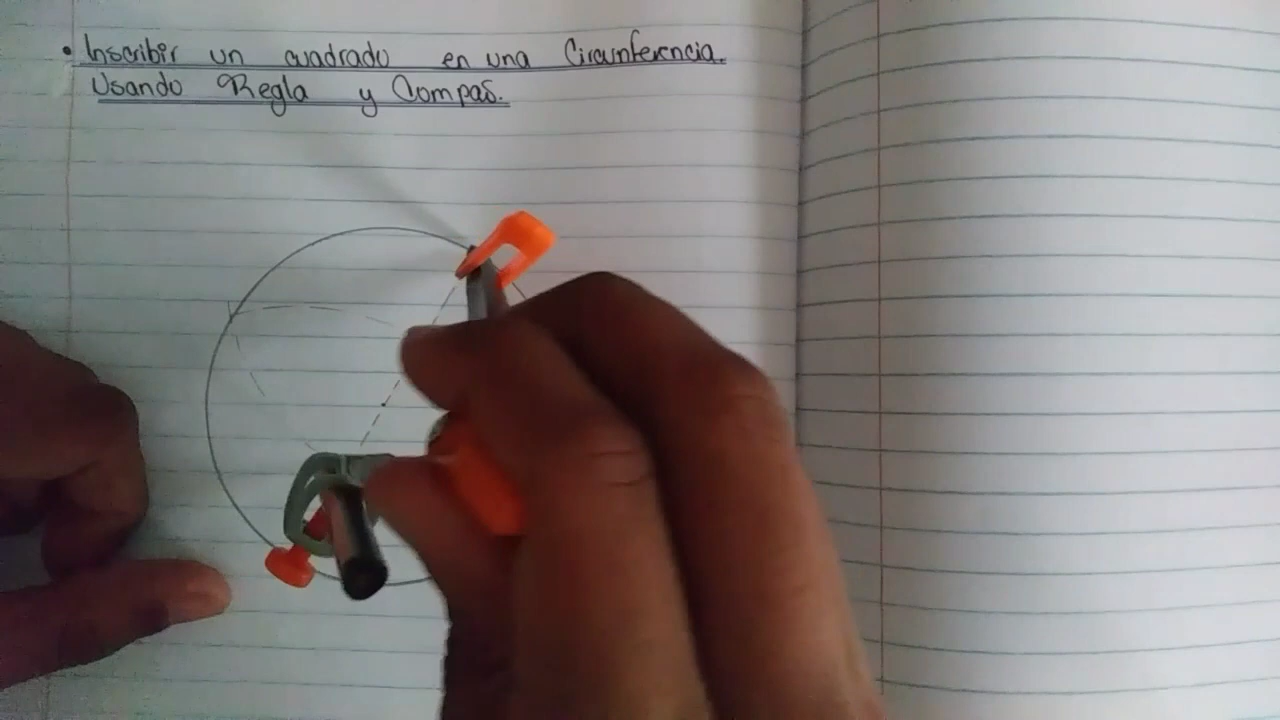 • Inscribir un cuadrado en una Circunferencia.
Usando Regla y Compas.